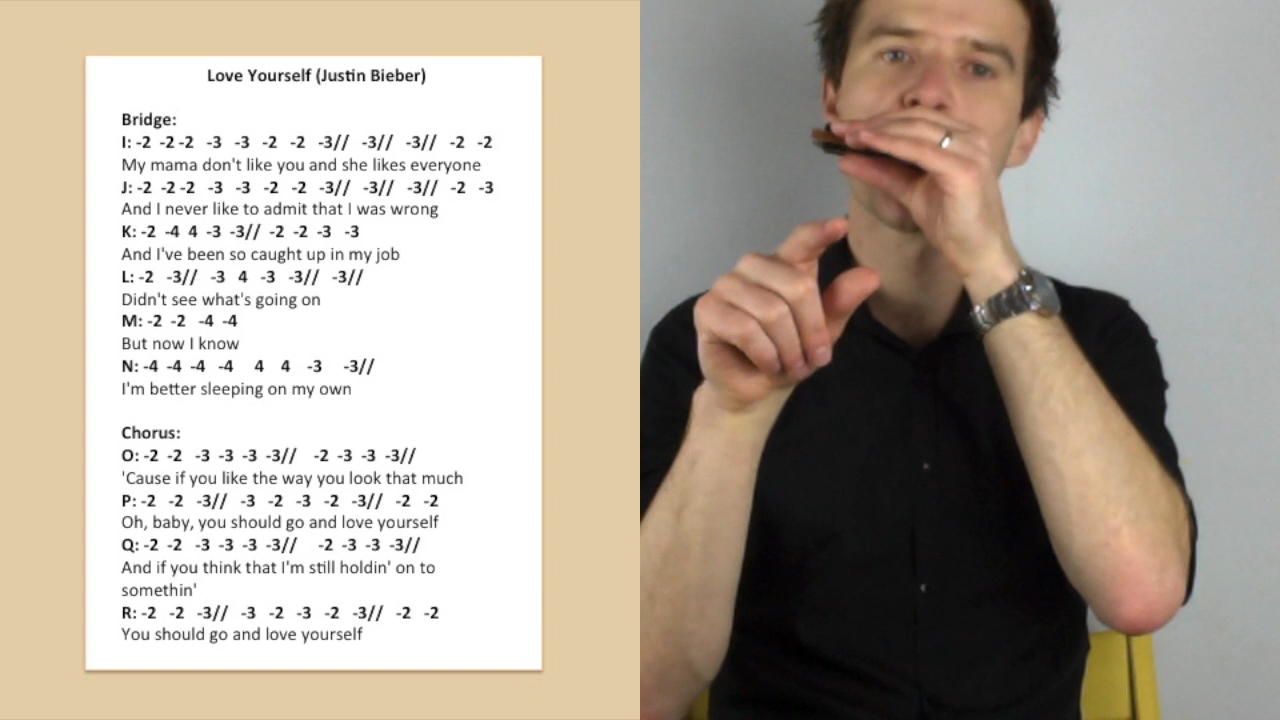 Love Yourself (Justin Bieber)
Bridge:
I: -2 -2 -2 -3 -3 -2 -2 -3// -3// -3// -2 -2
My mama don't like you and she likes everyone
J: -2 -2 -2 -3 -3 -2 -2 -3// -3// -3// -2 -3
And I never like to admit that I was wrong
K: -2 -4 4 -3 -3// -2 -2 -3 -3
And I've been so caught up in my job
L: -2 -3// -3 4 -3 -3// -3//
Didn't see what's going on
M: -2 -2 -4 -4
But now I know
N: -4 -4 -4 -4 4 4 -3 -3//
I'm better sleeping on my own
Chorus:
O: -2 -2 -3 -3 -3 -3// -2 -3 -3 -3//
'Cause if you like the way you look that much
P: -2 -2 -3// -3 -2 -3 -2 -3// -2 -2
Oh, baby, you should go and love yourself
Q: -2 -2 -3 -3 -3 -3// -2 -3 -3 -3//
And if you think that I'm still holdin' on to
somethin'
R: -2 -2 -3// -3 -2 -3 -2 -3// -2 -2
You should go and love yourself